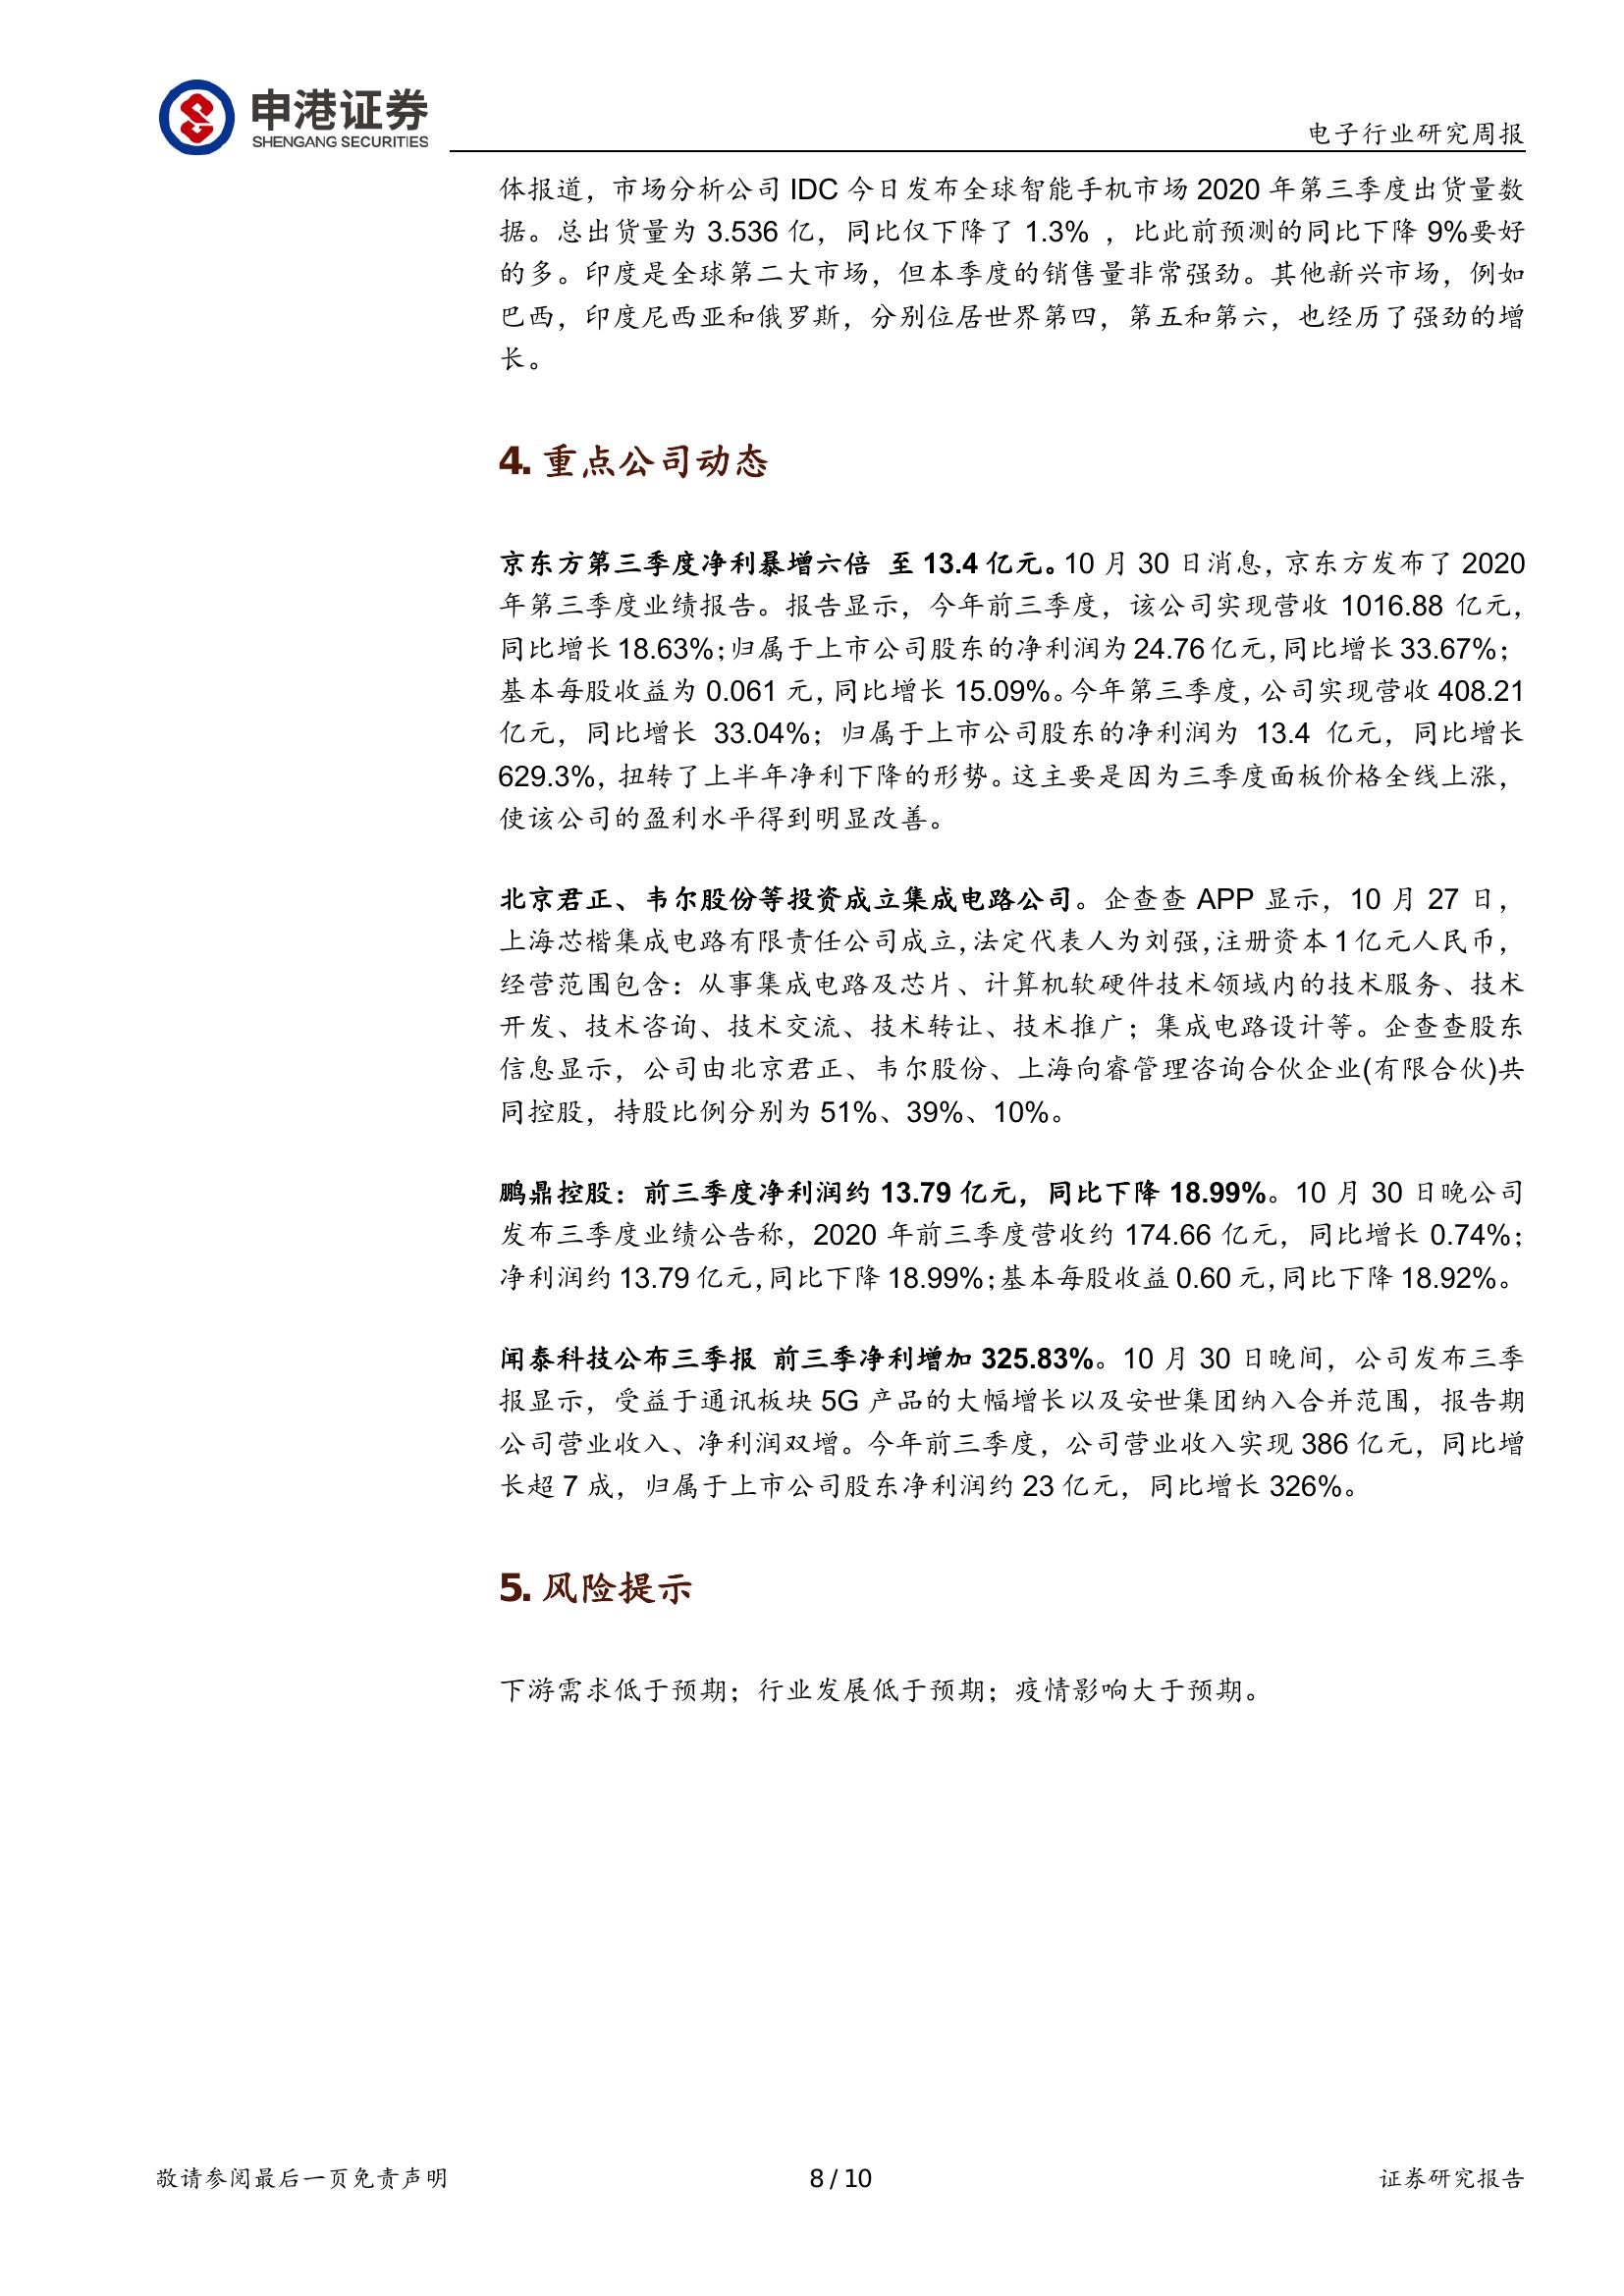 申港证券
SHENGANG SECURITIES
电子行业研究周报
体报道，市场分析公司 IDC 今日发布全球智能手机市场 2020 年第三季度出货量数
据。总出货量为 3.536 亿，同比仅下降了 1.3% ，比此前预测的同比下降 9%要好
的多。印度是全球第二大市场，但本季度的销售量非常强劲。其他新兴市场，例如
巴西，印度尼西亚和俄罗斯，分别位居世界第四，第五和第六，也经历了强劲的增
长。
4. 重点公司动态
京东方第三季度净利暴增六倍 至 13.4 亿元。10 月 30 日消息，京东方发布了 2020
年第三季度业绩报告。报告显示，今年前三季度，该公司实现营收 1016.88 亿元，
同比增长 18.63%；归属于上市公司股东的净利润为 24.76 亿元，同比增长 33.67%；
基本每股收益为 0.061 元，同比增长 15.09%。今年第三季度，公司实现营收 408.21
亿元，同比增长 33.04%；归属于上市公司股东的净利润为 13.4 亿元，同比增长
629.3%，扭转了上半年净利下降的形势。这主要是因为三季度面板价格全线上涨，
使该公司的盈利水平得到明显改善。
北京君正、韦尔股份等投资成立集成电路公司。企查查 APP 显示，10 月 27 日，
上海芯楷集成电路有限责任公司成立，法定代表人为刘强，注册资本 1 亿元人民币，
经营范围包含：从事集成电路及芯片、计算机软硬件技术领域内的技术服务、技术
开发、技术咨询、技术交流、技术转让、技术推广；集成电路设计等。企查查股东
信息显示，公司由北京君正、韦尔股份、上海向睿管理咨询合伙企业(有限合伙)共
同控股，持股比例分别为 51%、39%、10%。
鹏鼎控股：前三季度净利润约 13.79 亿元，同比下降 18.99%。10 月 30 日晚公司
发布三季度业绩公告称，2020 年前三季度营收约 174.66 亿元，同比增长 0.74%；
净利润约 13.79 亿元，同比下降 18.99%；基本每股收益 0.60 元，同比下降 18.92%。
闻泰科技公布三季报 前三季净利增加 325.83%。10 月 30 日晚间，公司发布三季
报显示，受益于通讯板块 5G 产品的大幅增长以及安世集团纳入合并范围，报告期
公司营业收入、净利润双增。今年前三季度，公司营业收入实现 386 亿元，同比增
长超 7 成，归属于上市公司股东净利润约 23 亿元，同比增长 326%。
5. 风险提示
下游需求低于预期；行业发展低于预期；疫情影响大于预期。
敬请参阅最后一页免责声明
8 / 10
证券研究报告